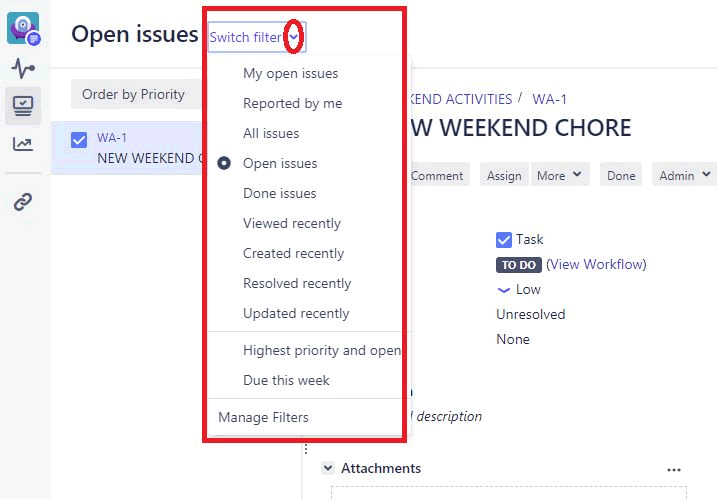 Open issues
Switch filter
Order by Priority
WA-1
NEW WEEKEND
My open issues
Reported by me
All issues
Open issues
Done issues
Viewed recently
Created recently
Resolved recently
Updated recently
Highest priority and open
Due this week
Manage Filters
KEND ACTIVITIES / WA-1
W WEEKEND CHORE
Comment
Assign
More
Done
Admin
Task
TO DO (View Workflow)
Low
Unresolved
None
description
Attachments